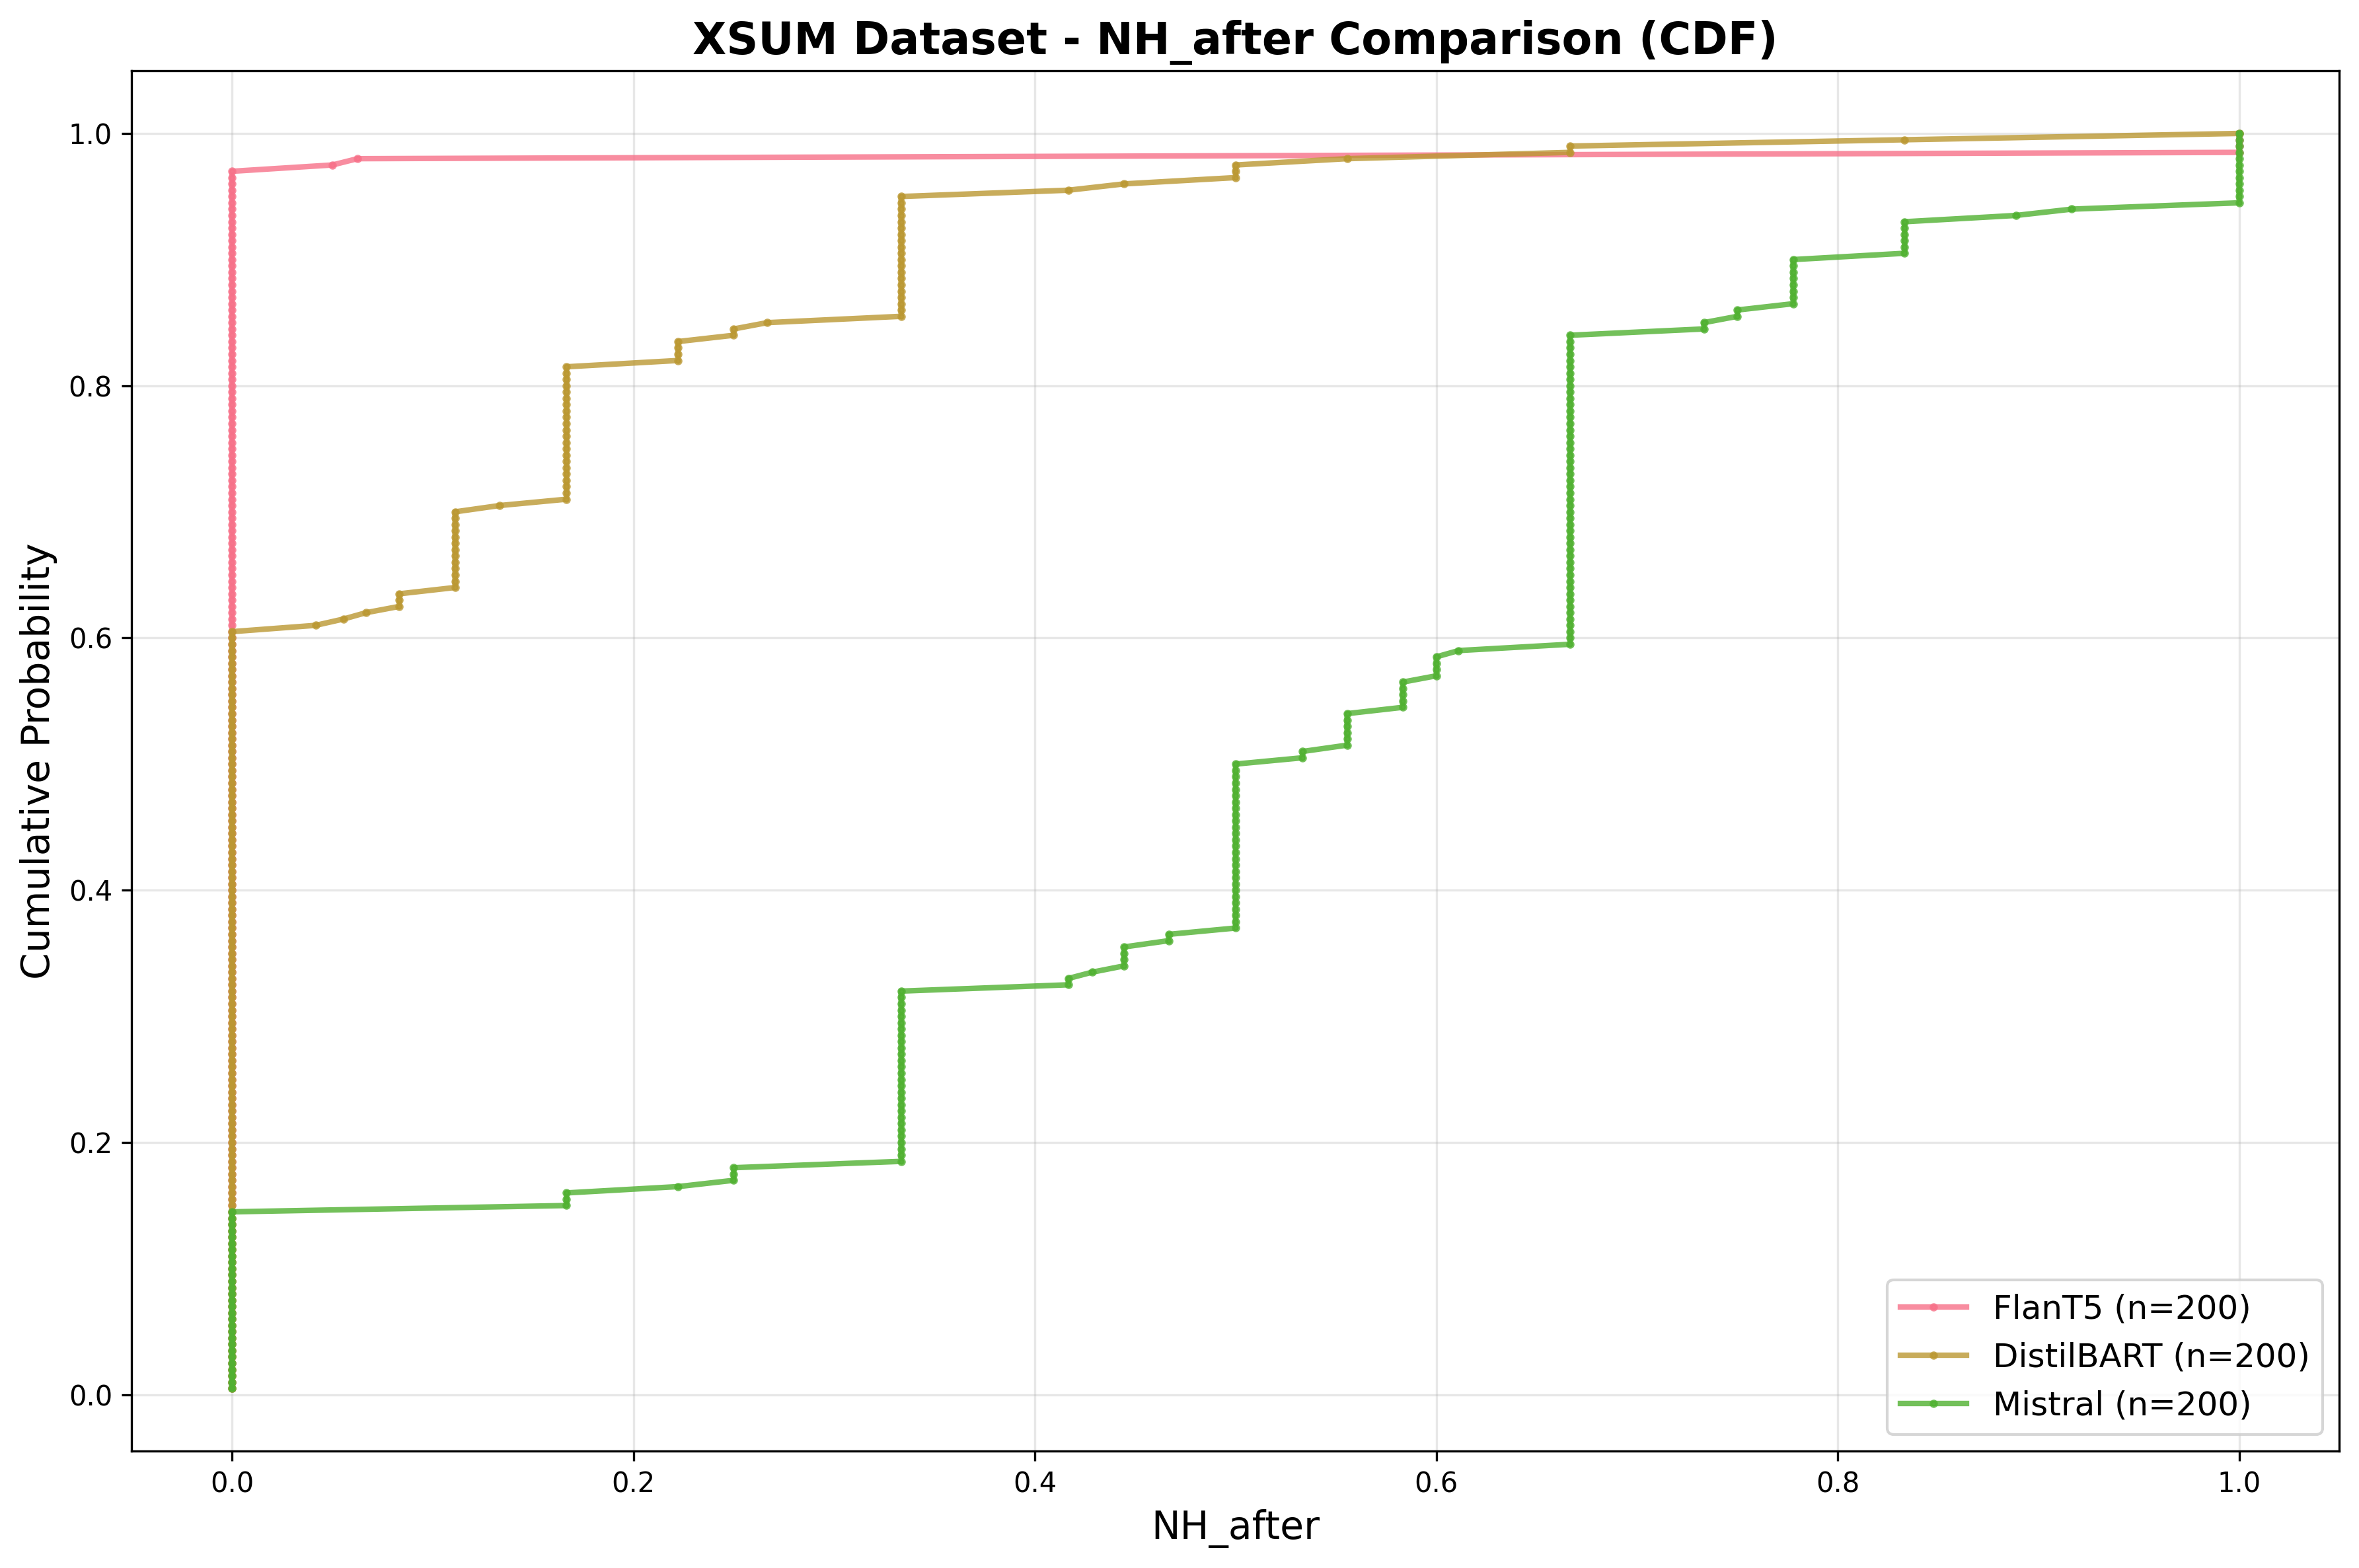 XSUM Dataset - NH_after Comparison (CDF)
Cumulative Probability
1.0
0.8
0.6
0.4
0.2
0.0
0.0 0.2 0.4 0.6 0.8 1.0
NH_after
FlanT5 (n=200)
DistilBART (n=200)
Mistral (n=200)